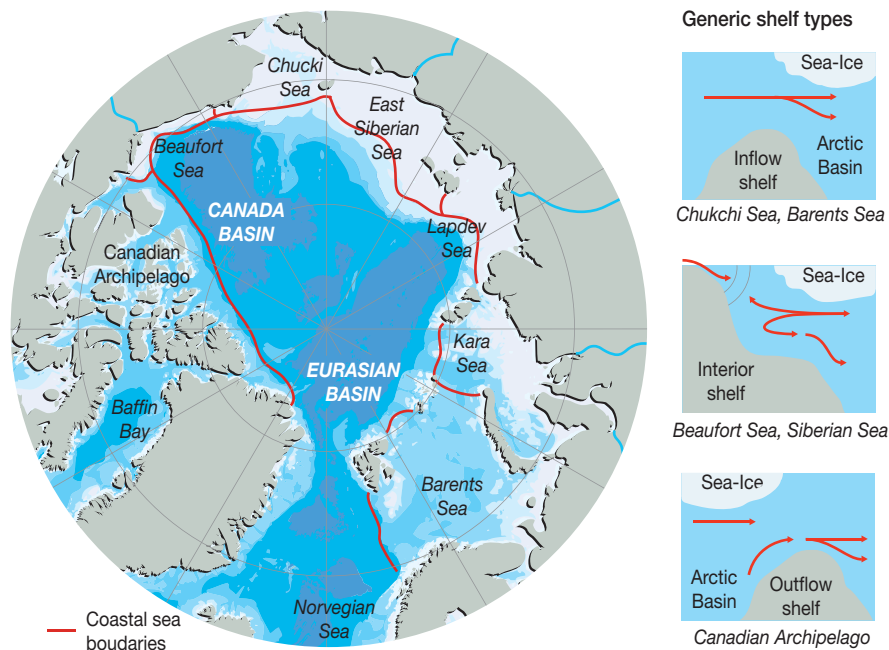 Chucki
Sea
East
Siberian
Sea
Beaufort
Sea
CANADA
BASIN
Lapdev
Sea
Canadian
Archipelago
Kara
Sea
EURASIAN
BASIN
Baffin
Bay
Barents
Sea
Norvegian
Sea
Coastal sea
boudaries
Generic shelf types
Sea-Ice
Arctic
Basin
Inflow
shelf
Chukchi Sea, Barents Sea
Sea-Ice
Interior
shelf
Beaufort Sea, Siberian Sea
Sea-Ice
Arctic
Basin
Outflow
shelf
Canadian Archipelago